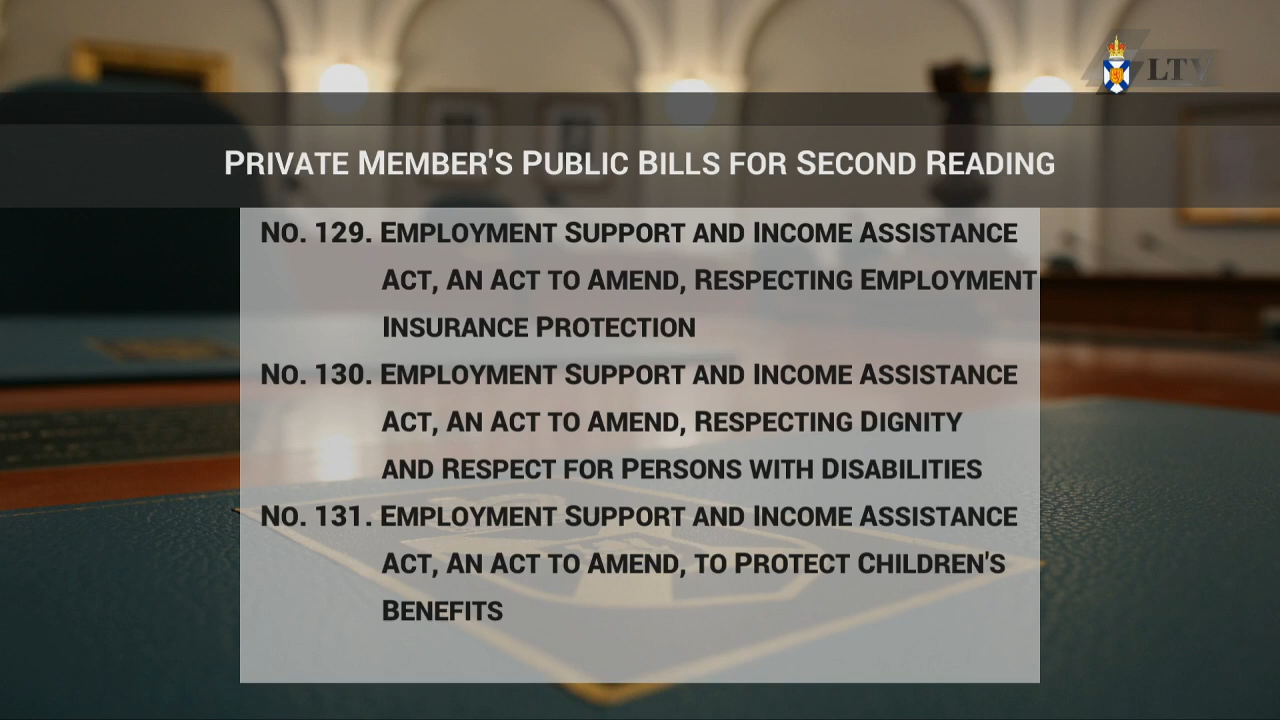 LTV
PRIVATE MEMBER'S PUBLIC BILLS FOR SECOND READING
NO. 129. EMPLOYMENT SUPPORT AND INCOME ASSISTANCE
ACT, AN ACT TO AMEND, RESPECTING EMPLOYMENT
INSURANCE PROTECTION
NO. 130. EMPLOYMENT SUPPORT AND INCOME ASSISTANCE
ACT, AN ACT TO AMEND, RESPECTING DIGNITY
AND RESPECT FOR PERSONS WITH DISABILITIES
NO. 131. EMPLOYMENT SUPPORT AND INCOME ASSISTANCE
ACT, AN ACT TO AMEND, TO PROTECT CHILDREN'S
BENEFITS